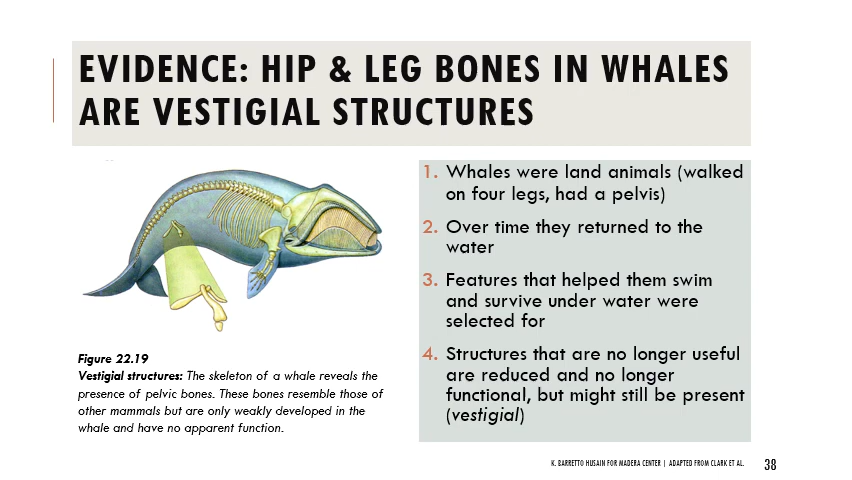 EVIDENCE: HIP & LEG BONES IN WHALES
ARE VESTIGIAL STRUCTURES
1. Whales were land animals (walked
on four legs, had a pelvis)
2. Over time they returned to the
water
3. Features that helped them swim
and survive under water were
selected for
4. Structures that are no longer useful
are reduced and no longer
functional, but might still be present
(vestigial)
Figure 22.19
Vestigial structures: The skeleton of a whale reveals the
presence of pelvic bones. These bones resemble those of
other mammals but are only weakly developed in the
whale and have no apparent function.
K. BARRETTO HUSAIN FOR MADERA CENTER | ADAPTED FROM CLARK ET AL.
38